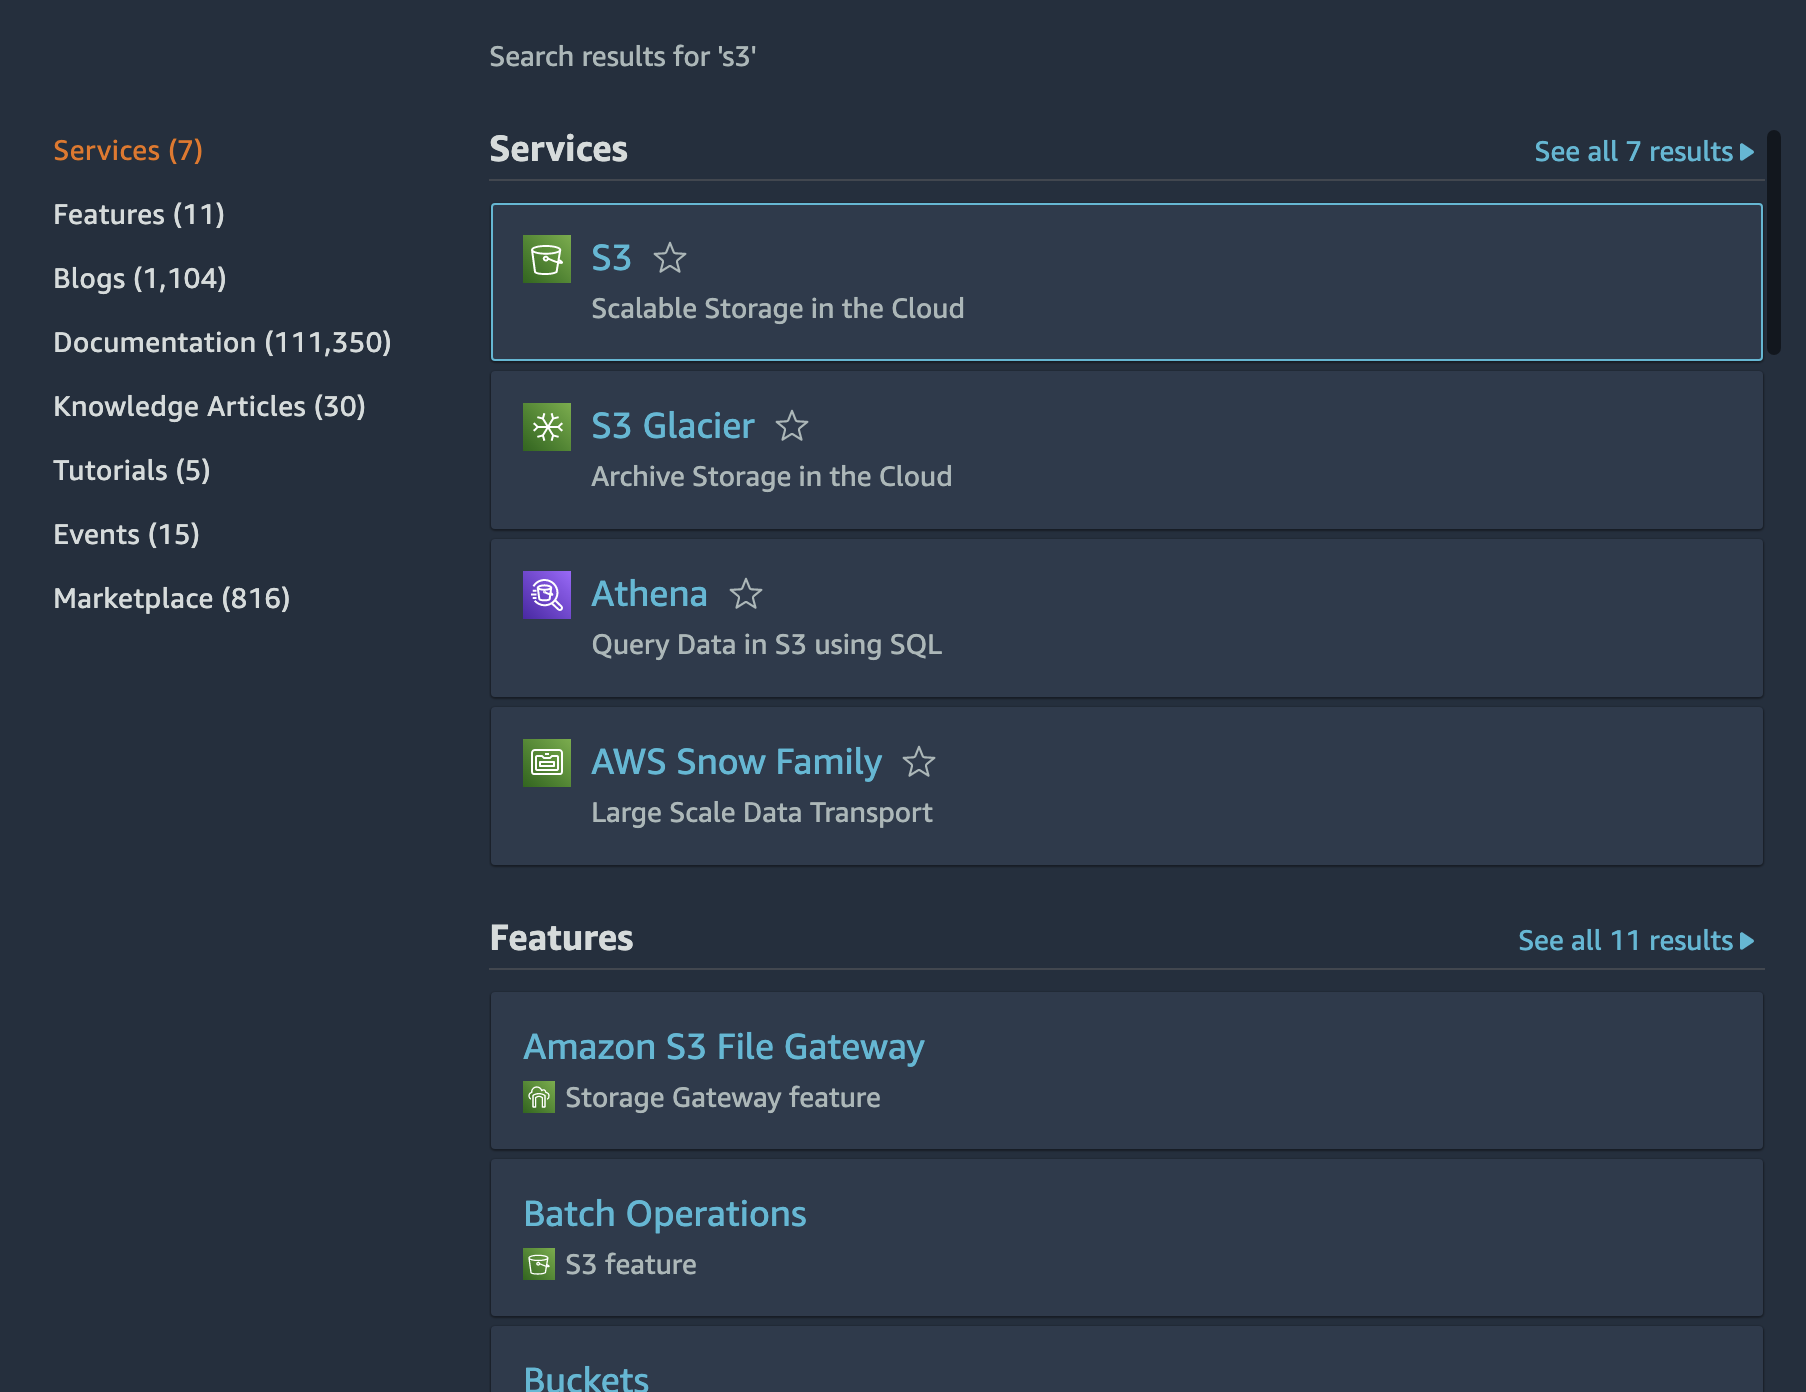 Search results for 's3'
Services (7)
Features (11)
Blogs (1,104)
Documentation (111,350)
Knowledge Articles (30)
Tutorials (5)
Events (15)
Marketplace (816)
Services
See all 7 results
S3
Scalable Storage in the Cloud
S3 Glacier
Archive Storage in the Cloud
Athena
Query Data in S3 using SQL
AWS Snow Family
Large Scale Data Transport
Features
See all 11 results
Amazon S3 File Gateway
Storage Gateway feature
Batch Operations
S3 feature
Buckets